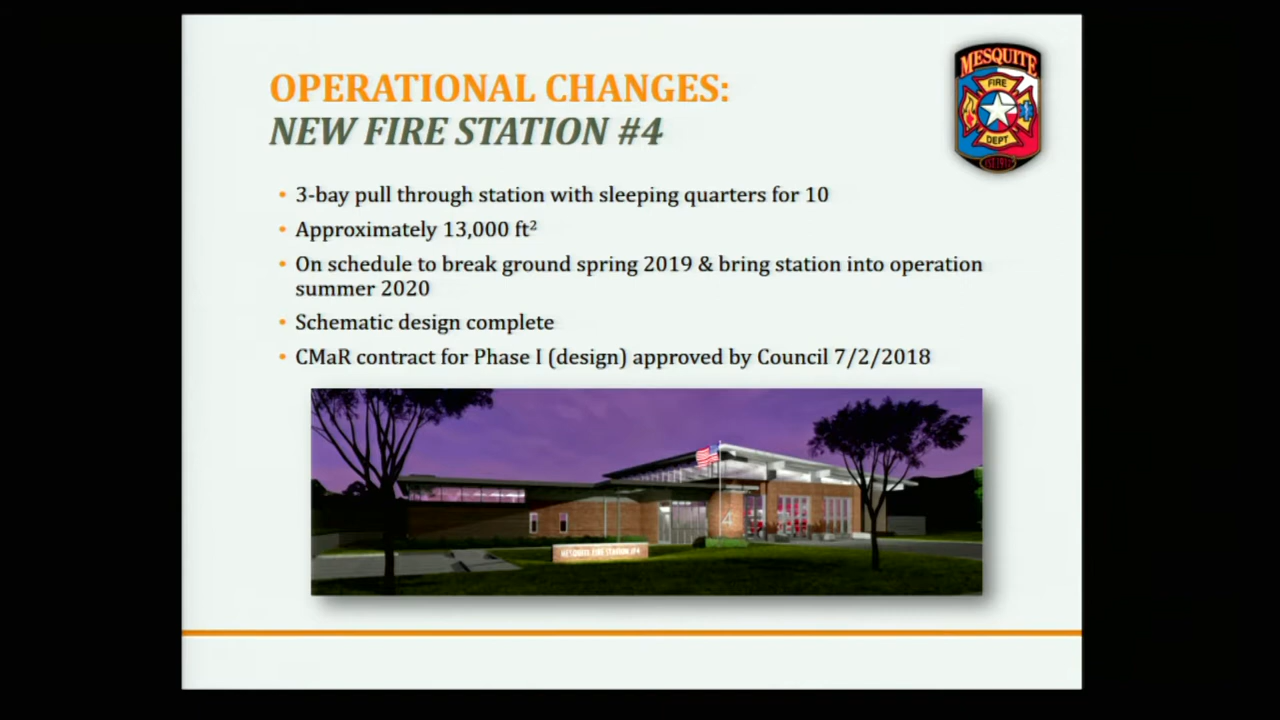 OPERATIONAL CHANGES:
NEW FIRE STATION #4
MESQUITE
FIRE
DEPT
• 3-bay pull through station with sleeping quarters for 10
• Approximately 13,000 ft²
• On schedule to break ground spring 2019 & bring station into operation
summer 2020
• Schematic design complete
• CMaR contract for Phase I (design) approved by Council 7/2/2018
4
MESQUITE FIRE STATION #4